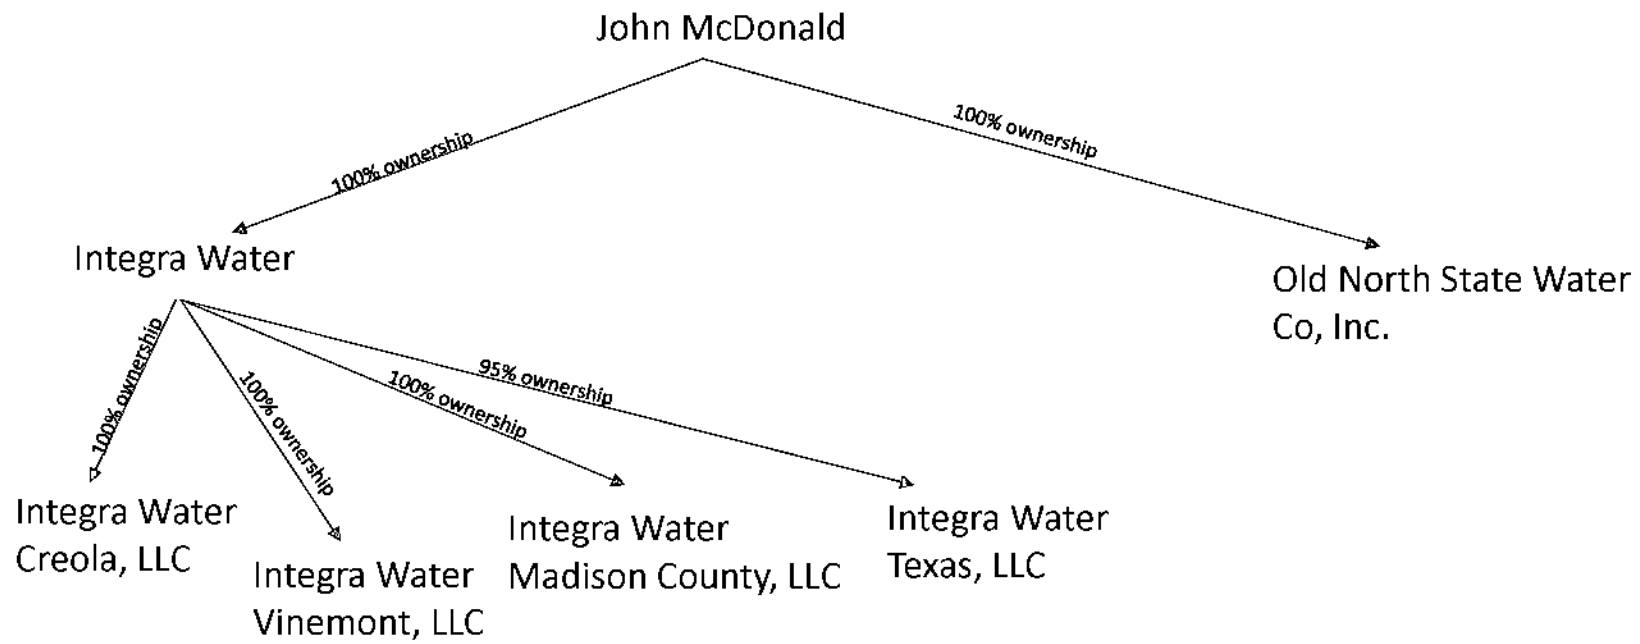 John McDonald
100% ownership
100% ownership
Integra Water
Old North State Water
Co, Inc.
100% ownership
100% ownership
100% ownership
95% ownership
Integra Water
Creola, LLC
Integra Water
Vinemont, LLC
Integra Water
Madison County, LLC
Integra Water
Texas, LLC